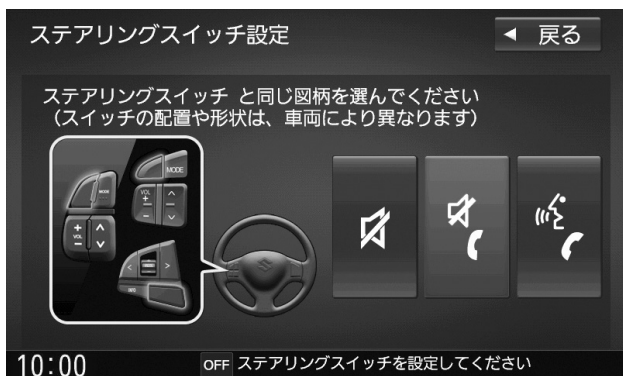 ステアリングスイッチ設定
◀ 戻る
ステアリングスイッチ と同じ図柄を選んでください
（スイッチの配置や形状は、車両により異なります）
MODE
MODE
VOL
+
−
+
VOL
−
INFO
10:00
OFF ステアリングスイッチを設定してください